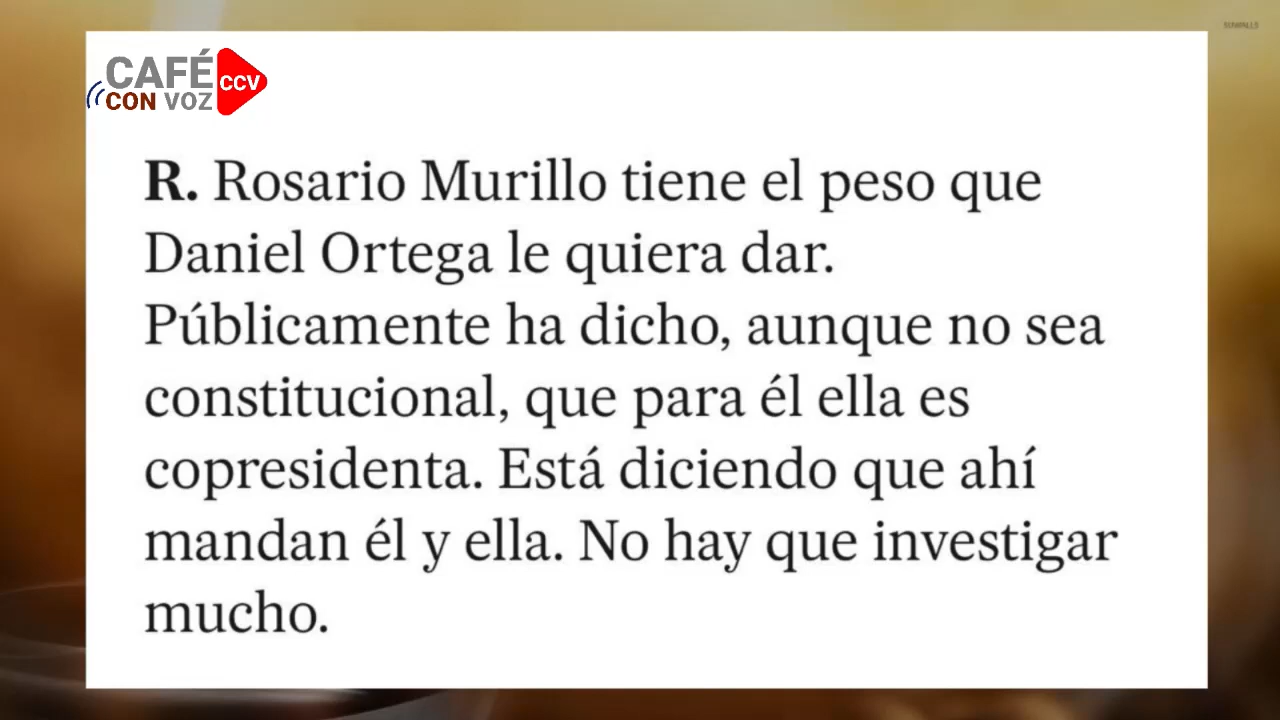 CAFÉ
CON VOZ
CCV
R. Rosario Murillo tiene el peso que
Daniel Ortega le quiera dar.
Públicamente ha dicho, aunque no sea
constitucional, que para él ella es
copresidenta. Está diciendo que ahí
mandan él y ella. No hay que investigar
mucho.